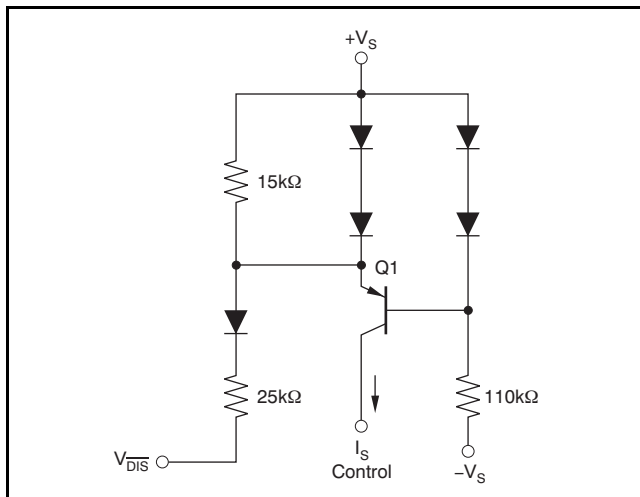 +VS
15kΩ
Q1
25kΩ
110kΩ
VDIS
IS
Control
–VS